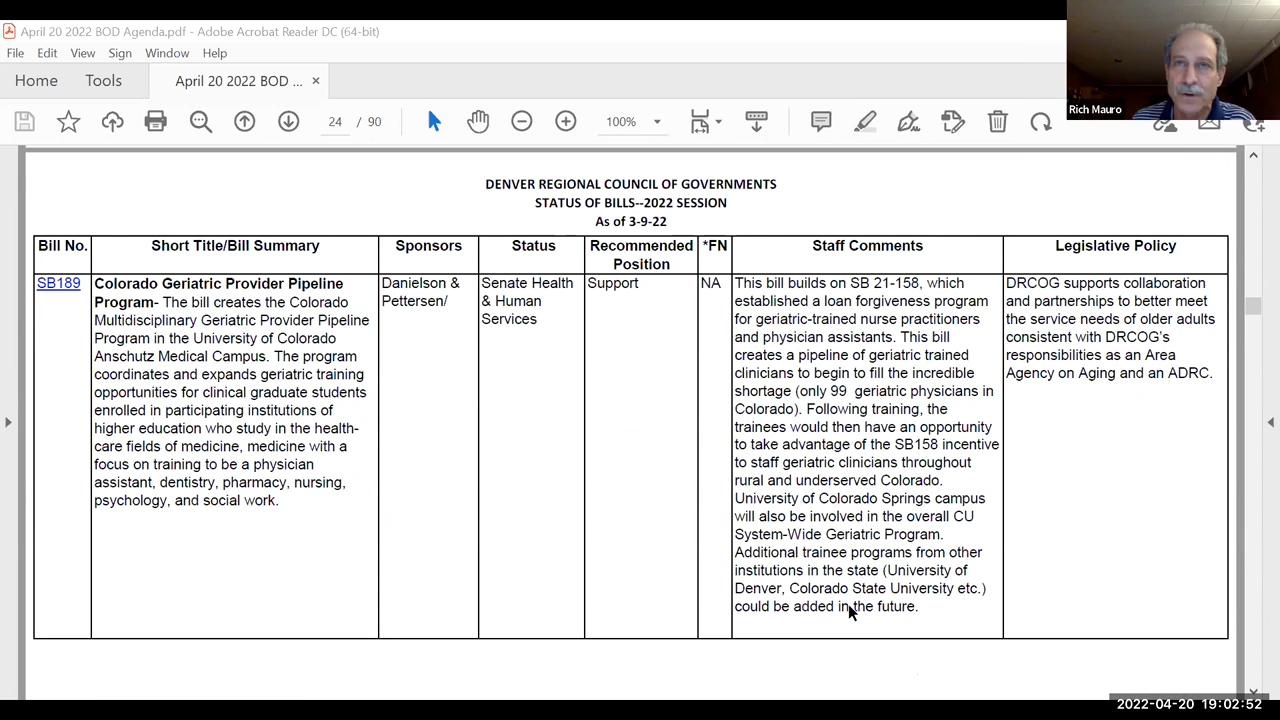 April 20 2022 BOD Agenda.pdf - Adobe Acrobat Reader DC (64-bit)
File Edit View Sign Window Help
Home Tools April 20 2022 BOD ... ×
24 / 90 100%
Rich Mauro
DENVER REGIONAL COUNCIL OF GOVERNMENTS
STATUS OF BILLS--2022 SESSION
As of 3-9-22
Bill No. Short Title/Bill Summary Sponsors Status Recommended Position *FN Staff Comments Legislative Policy
SB189
Colorado Geriatric Provider Pipeline
Program- The bill creates the Colorado
Multidisciplinary Geriatric Provider Pipeline
Program in the University of Colorado
Anschutz Medical Campus. The program
coordinates and expands geriatric training
opportunities for clinical graduate students
enrolled in participating institutions of
higher education who study in the health-
care fields of medicine, medicine with a
focus on training to be a physician
assistant, dentistry, pharmacy, nursing,
psychology, and social work.
Danielson &
Pettersen/
Senate Health
& Human
Services
Support
NA
This bill builds on SB 21-158, which
established a loan forgiveness program
for geriatric-trained nurse practitioners
and physician assistants. This bill
creates a pipeline of geriatric trained
clinicians to begin to fill the incredible
shortage (only 99 geriatric physicians in
Colorado). Following training, the
trainees would then have an opportunity
to take advantage of the SB158 incentive
to staff geriatric clinicians throughout
rural and underserved Colorado.
University of Colorado Springs campus
will also be involved in the overall CU
System-Wide Geriatric Program.
Additional trainee programs from other
institutions in the state (University of
Denver, Colorado State University etc.)
could be added in the future.
DRCOG supports collaboration
and partnerships to better meet
the service needs of older adults
consistent with DRCOG's
responsibilities as an Area
Agency on Aging and an ADRC.
2022-04-20 19:02:52